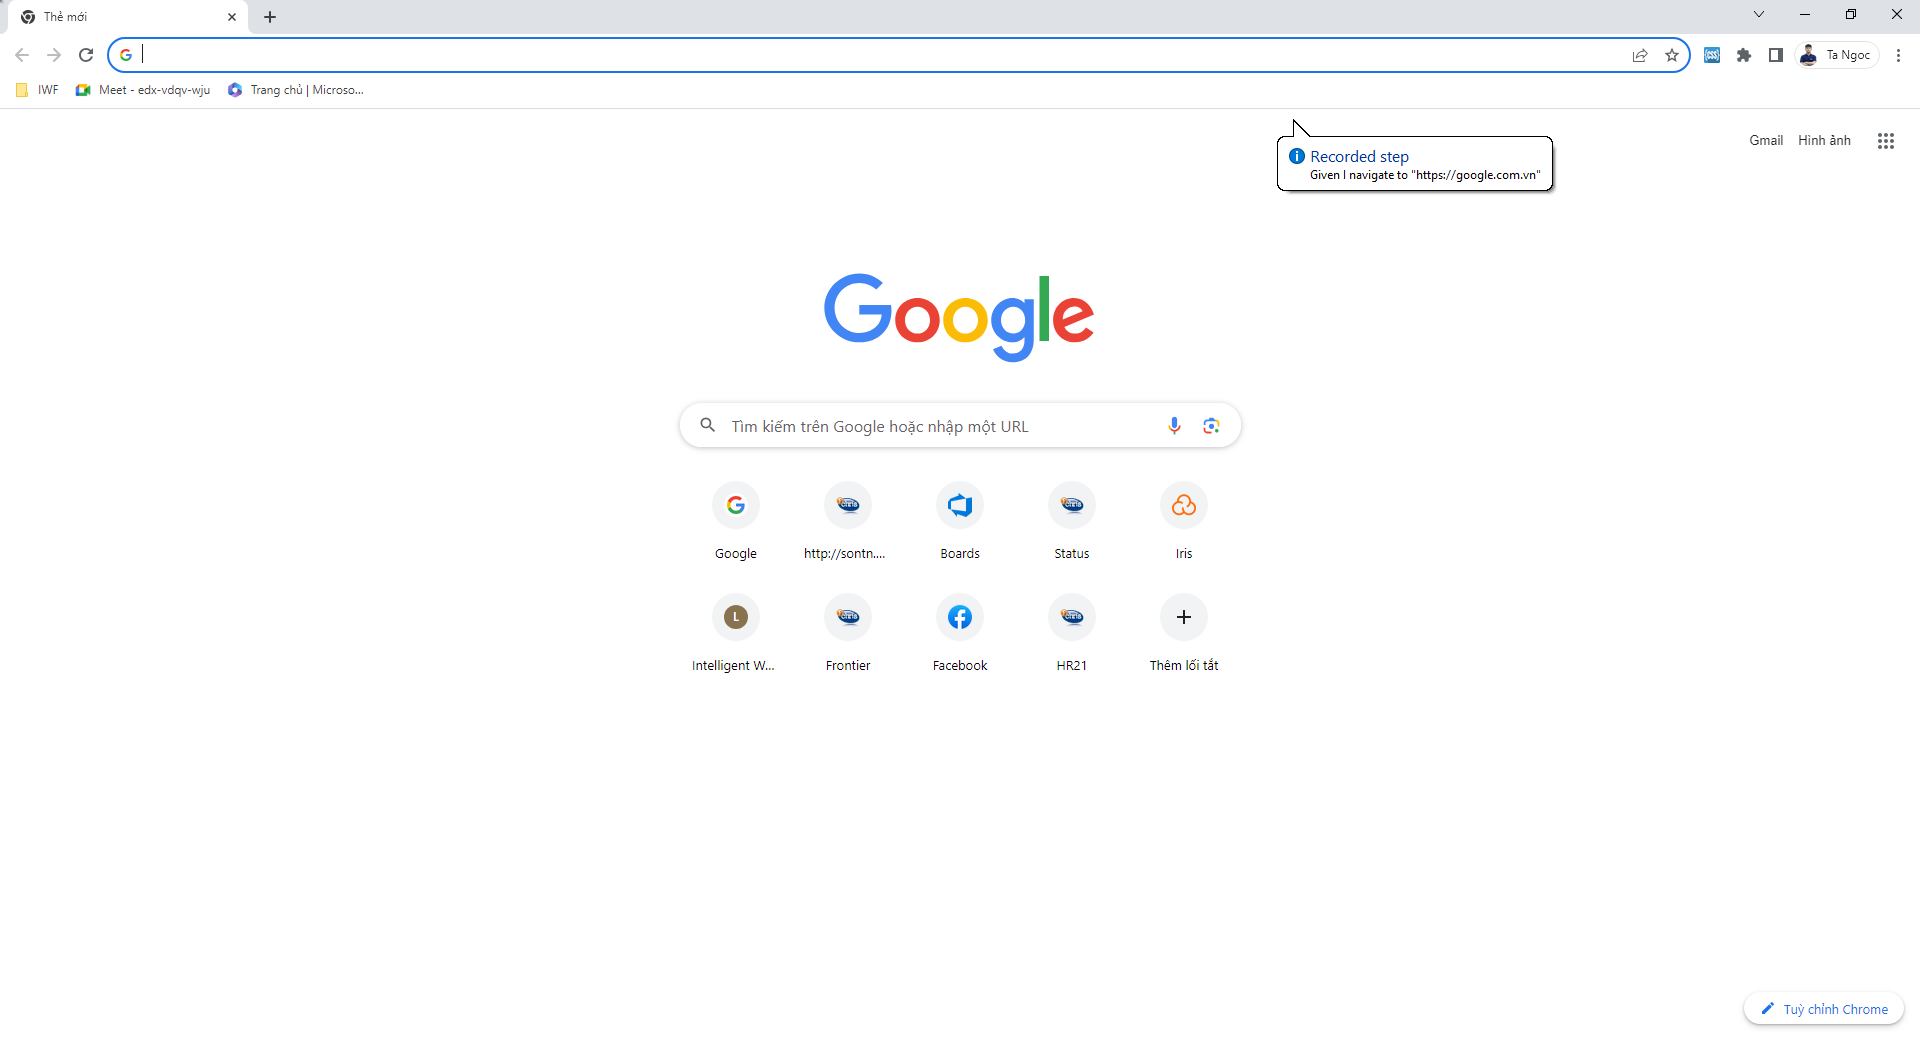 Thẻ mới
Ta Ngoc
IWF
Meet - edx-vdqv-wju
Trang chủ | Microso...
Gmail
Hình ảnh
Recorded step
Given I navigate to "https://google.com.vn"
Google
Tìm kiếm trên Google hoặc nhập một URL
Google
http://sontn....
Boards
Status
Iris
L
Intelligent W...
Frontier
Facebook
HR21
Thêm lối tắt
Tuỳ chỉnh Chrome